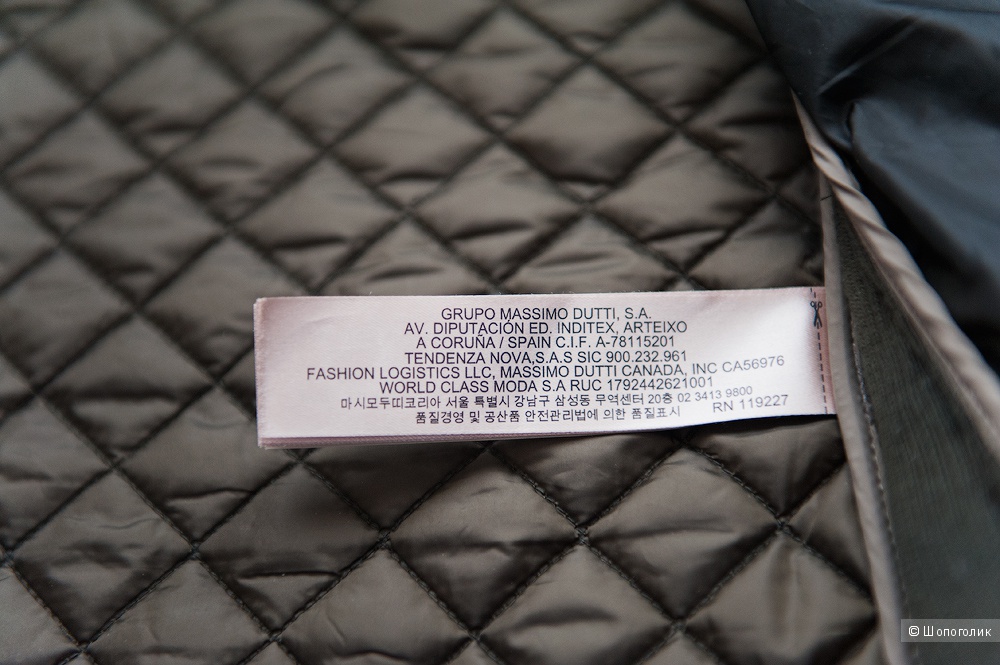 GRUPO MASSIMO DUTTI, S.A.
AV. DIPUTACIÓN ED. INDITEX, ARTEIXO
A CORUÑA / SPAIN C.I.F. A-78115201
TENDENZA NOVA,S.A.S SIC 900.232.961
FASHION LOGISTICS LLC, MASSIMO DUTTI CANADA, INC CA56976
WORLD CLASS MODA S.A RUC 1792442621001
마시모두띠코리아 서울 특별시 강남구 삼성동 무역센터 20층 02 3413 9800
품질경영 및 공산품 안전관리법에 의한 품질표시 RN 119227
© Шопоголик